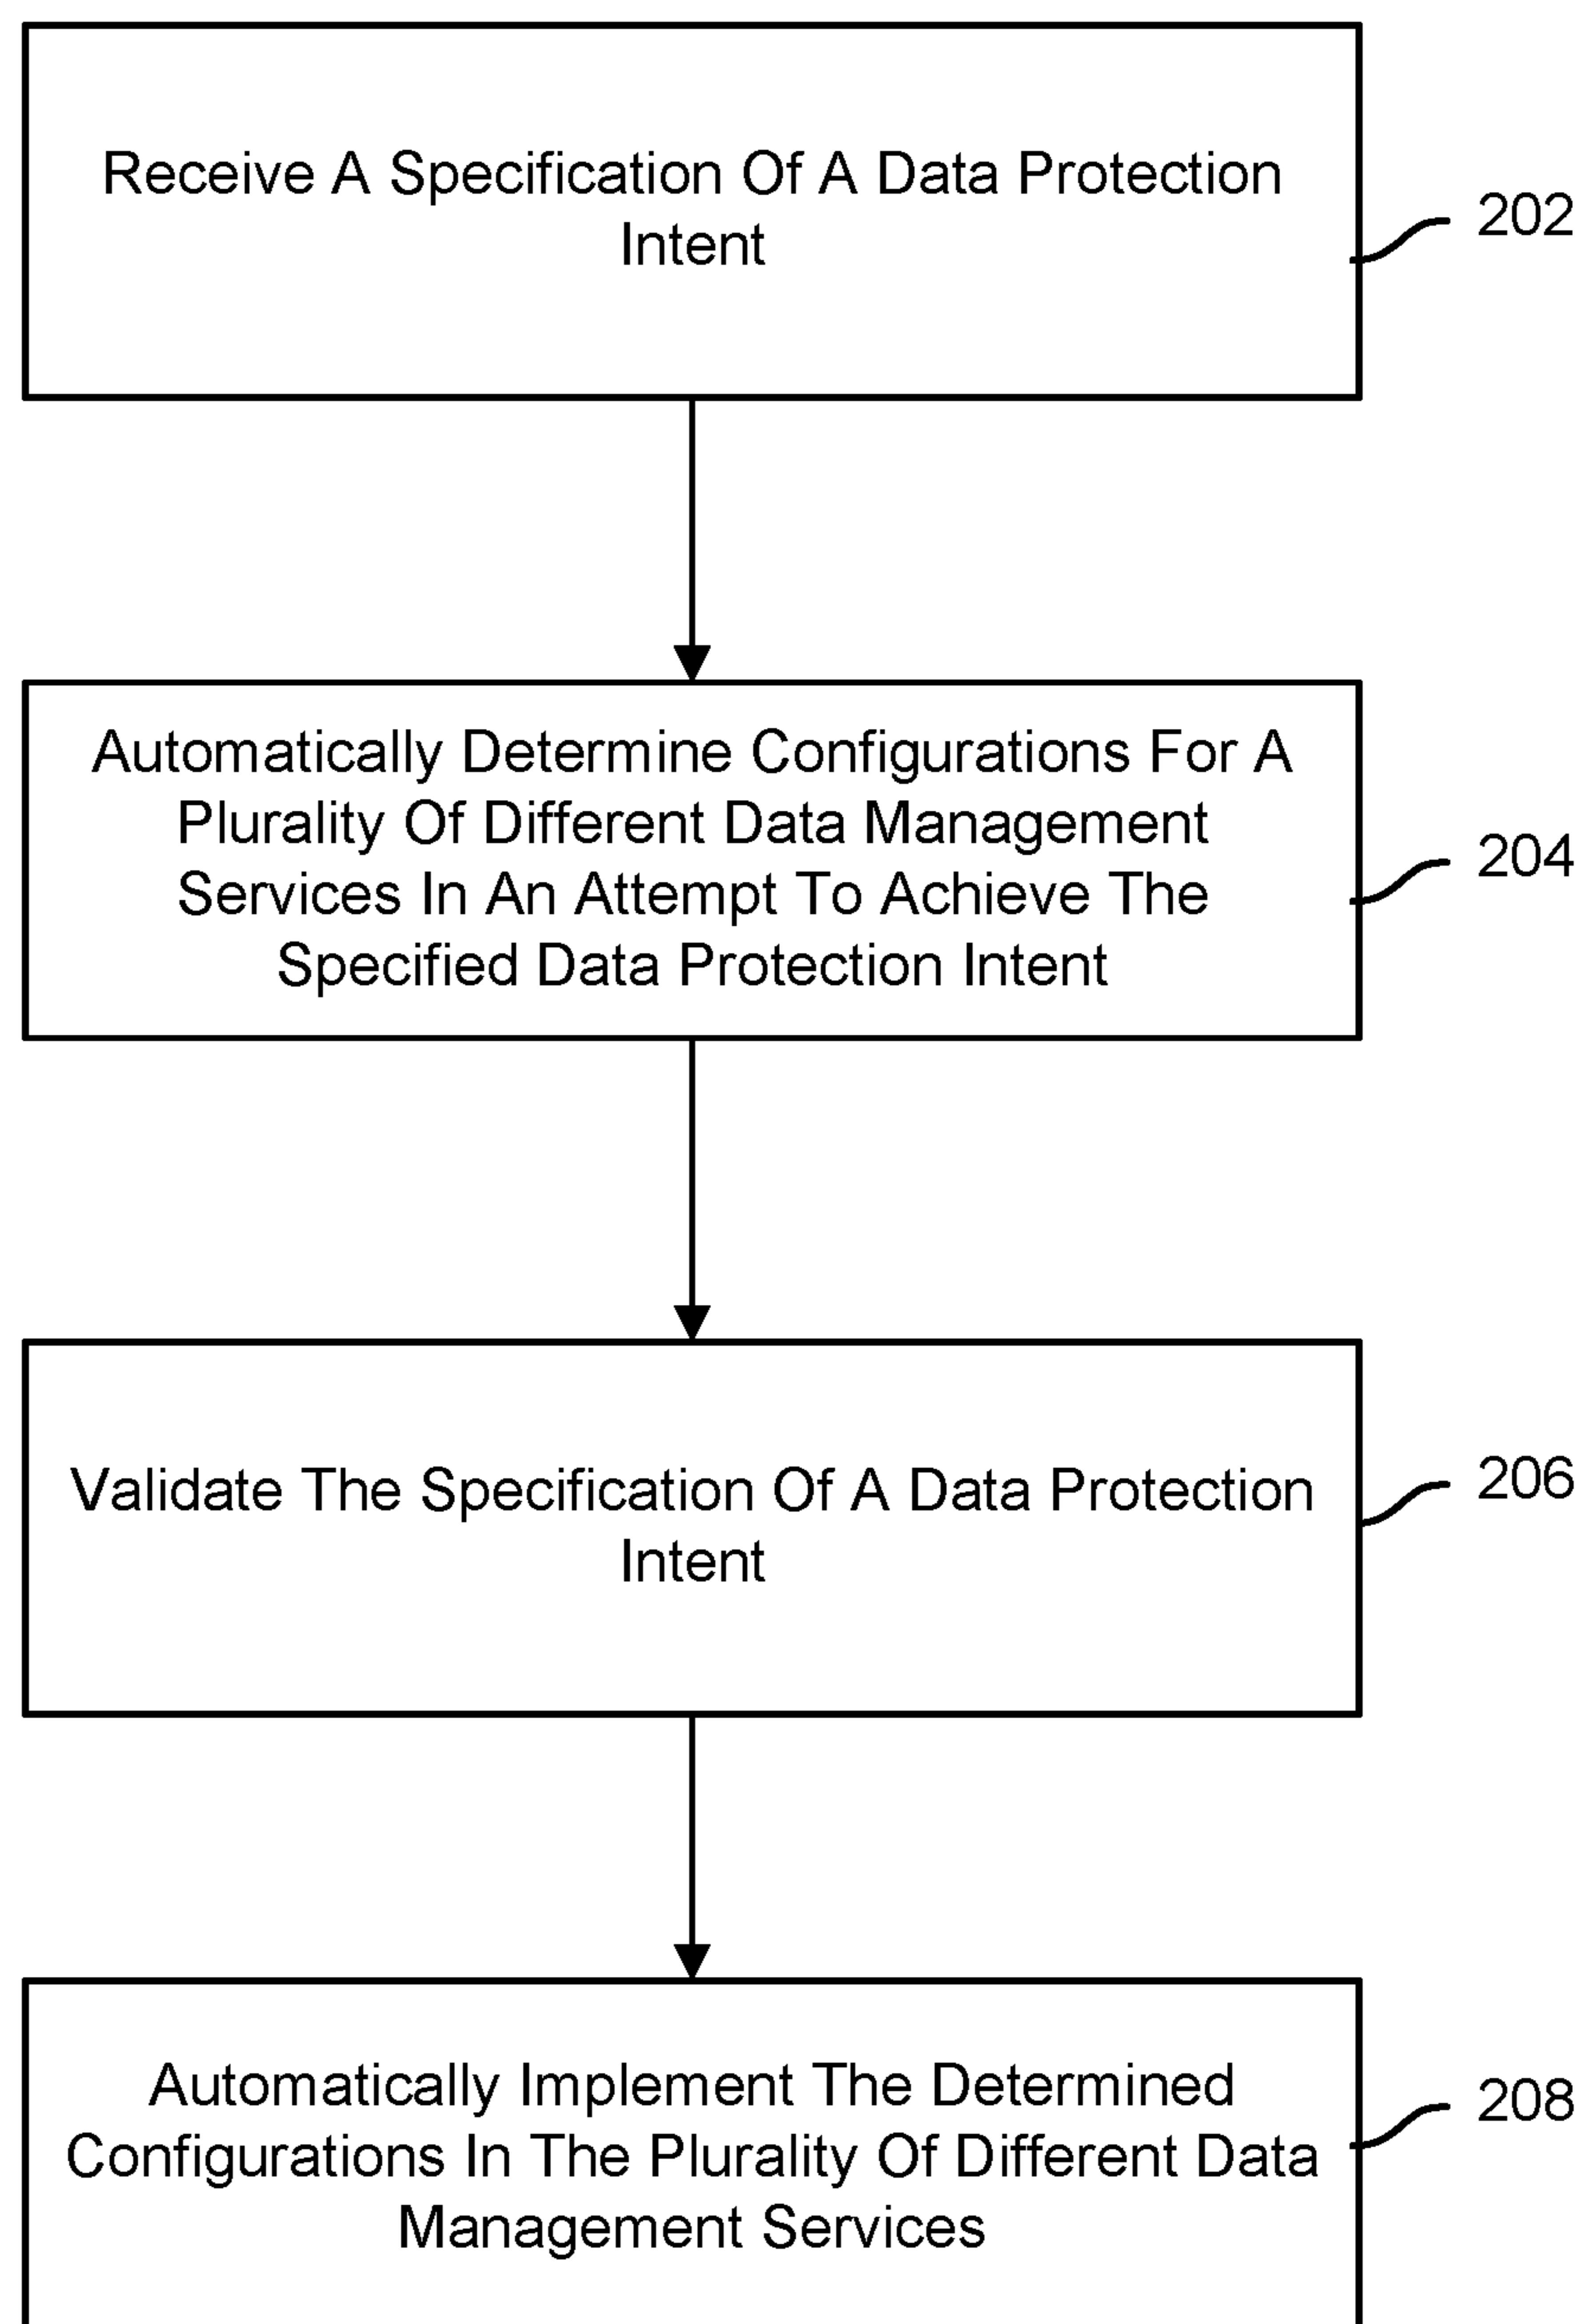 Receive A Specification Of A Data Protection
Intent
202
Automatically Determine Configurations For A
Plurality Of Different Data Management
Services In An Attempt To Achieve The
Specified Data Protection Intent
204
Validate The Specification Of A Data Protection
Intent
206
Automatically Implement The Determined
Configurations In The Plurality Of Different Data
Management Services
208